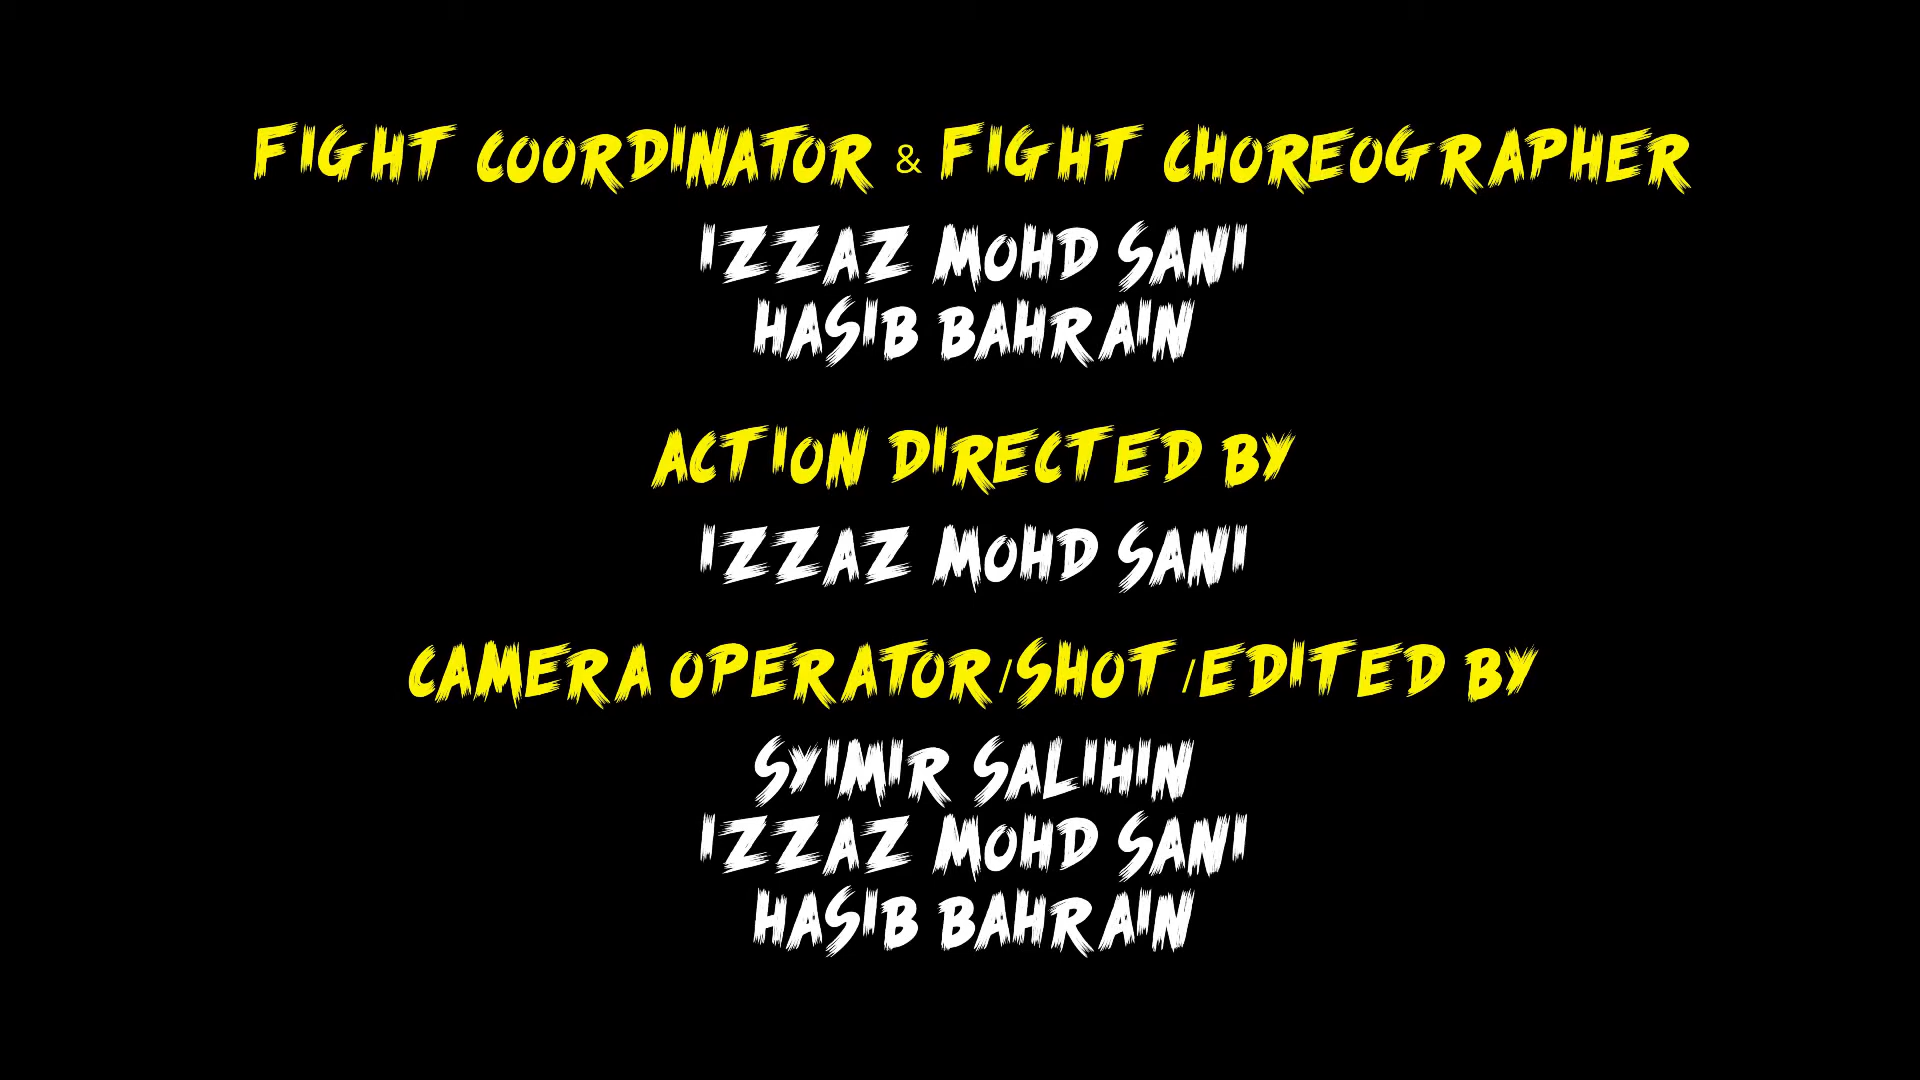 FIGHT COORDINATOR & FIGHT CHOREOGRAPHER
IZZAZ MOHD SANI
HASIB BAHRAIN
ACTION DIRECTED BY
IZZAZ MOHD SANI
CAMERA OPERATOR/SHOT/EDITED BY
SYIMIR SALIHIN
IZZAZ MOHD SANI
HASIB BAHRAIN